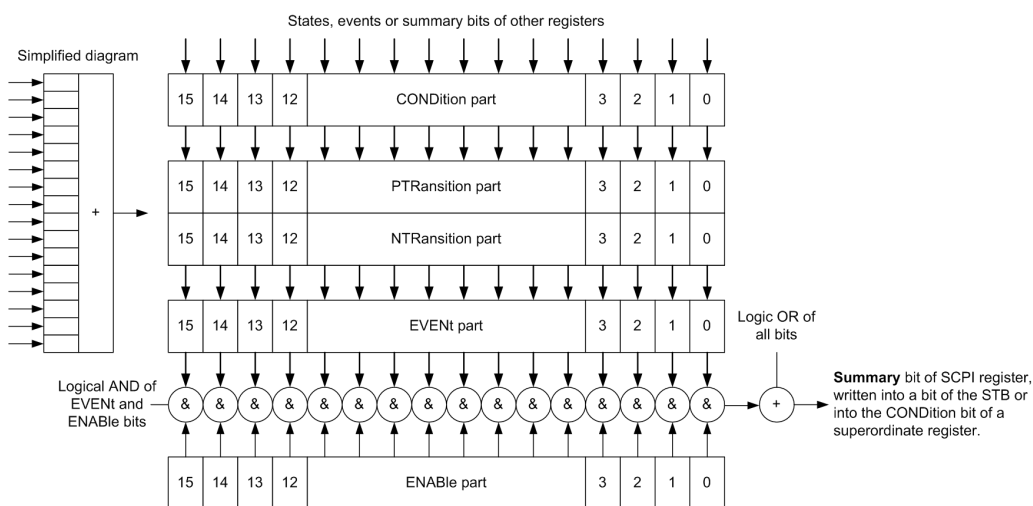 States, events or summary bits of other registers
Simplified diagram
15 14 13 12 CONDition part 3 2 1 0
15 14 13 12 PTRansition part 3 2 1 0
+
15 14 13 12 NTRansition part 3 2 1 0
15 14 13 12 EVENt part 3 2 1 0
Logic OR of
all bits
Logical AND of
EVENt and
ENABle bits
& & & & & & & & & & & & & & & &
+
Summary bit of SCPI register,
written into a bit of the STB or
into the CONDition bit of a
superordinate register.
15 14 13 12 ENABle part 3 2 1 0